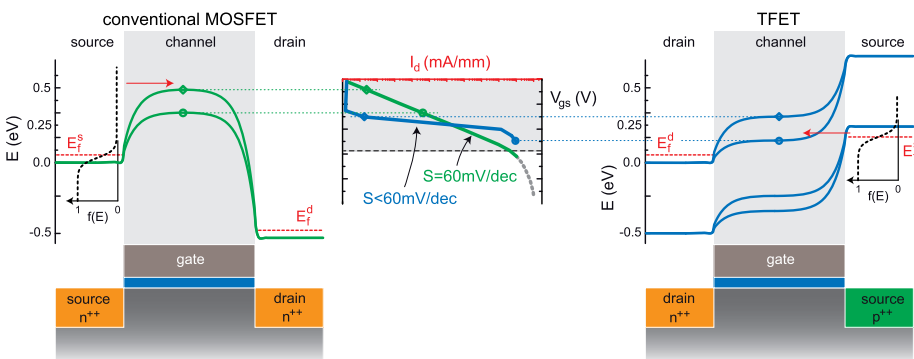 conventional MOSFET
source
channel
drain
E (eV)
0.5
0.25
0.0
-0.5
E_f^s
E_f^d
1
0
f(E)
gate
source
n++
drain
n++
I_d (mA/mm)
V_gs (V)
S=60mV/dec
S<60mV/dec
TFET
drain
channel
source
E (eV)
0.5
0.25
0.0
-0.5
E_f^d
E
1
0
f(E)
gate
drain
n++
source
p++